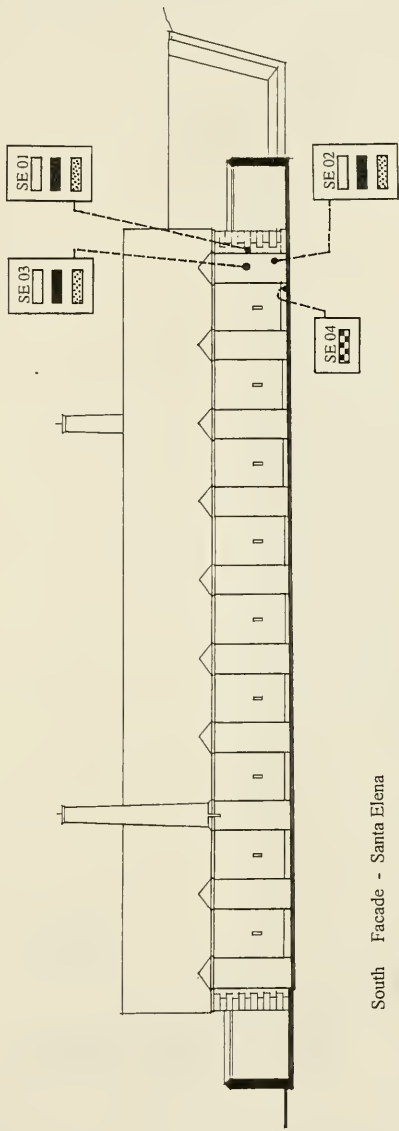 SE 03
SE 01
SE 04
SE 02
South Facade - Santa Elena